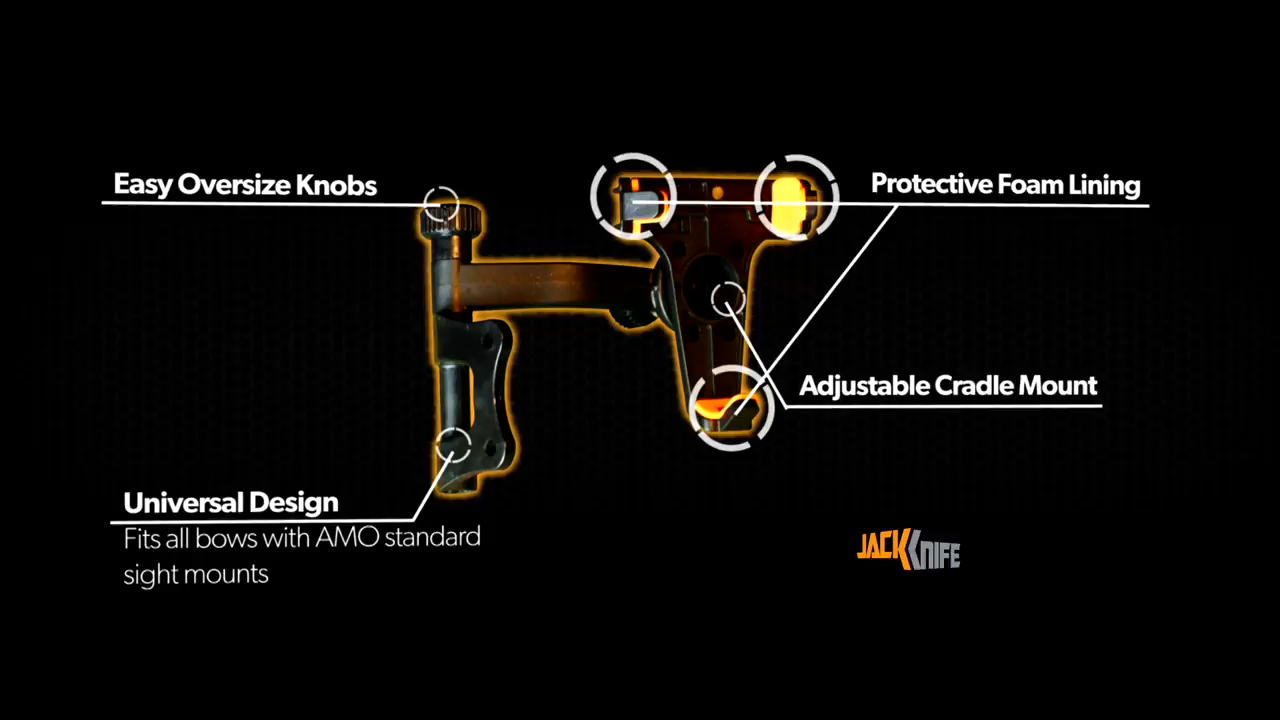 Easy Oversize Knobs
Protective Foam Lining
Adjustable Cradle Mount
Universal Design
Fits all bows with AMO standard
sight mounts
JACKKNIFE